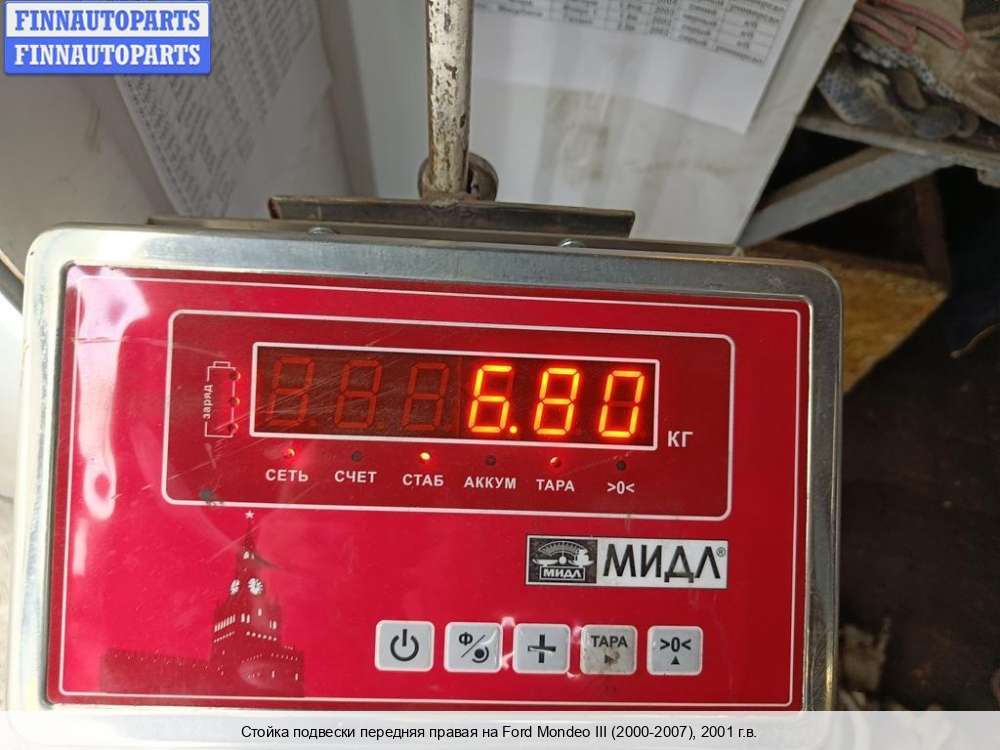 FINNAUTOPARTS
FINNAUTOPARTS
заряд
6.80
КГ
СЕТЬ СЧЕТ СТАБ АККУМ ТАРА >0<
МИДЛ МИДЛ®
Ф ТАРА >0<
Стойка подвески передняя правая на Ford Mondeo III (2000-2007), 2001 г.в.